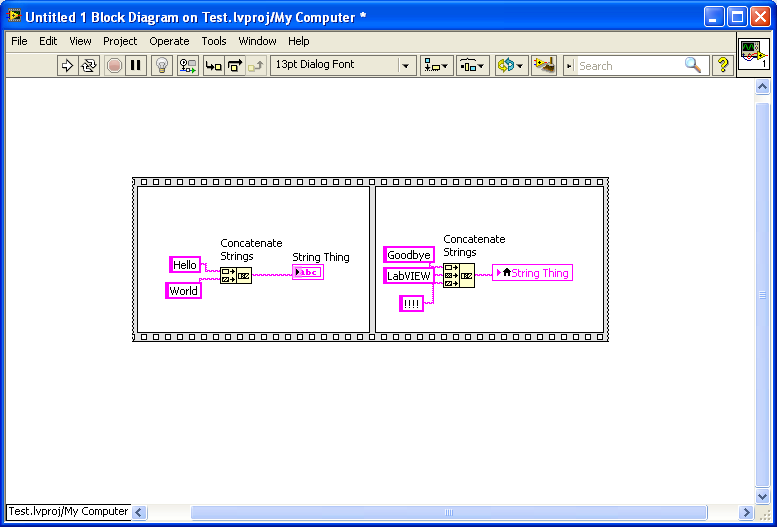 Untitled 1 Block Diagram on Test.lvproj/My Computer *
File Edit View Project Operate Tools Window Help
13pt Dialog Font
Search
?
1
Concatenate
Strings
String Thing
Hello
abc
World
Concatenate
Strings
Goodbye
LabVIEW
String Thing
!!!!
Test.lvproj/My Computer